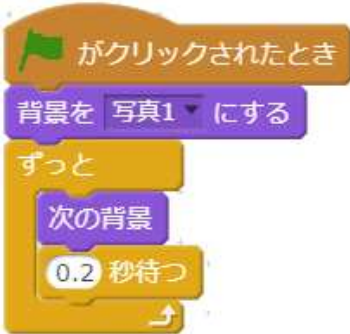 がクリックされたとき
背景を 写真1 にする
ずっと
次の背景
0.2 秒待つ